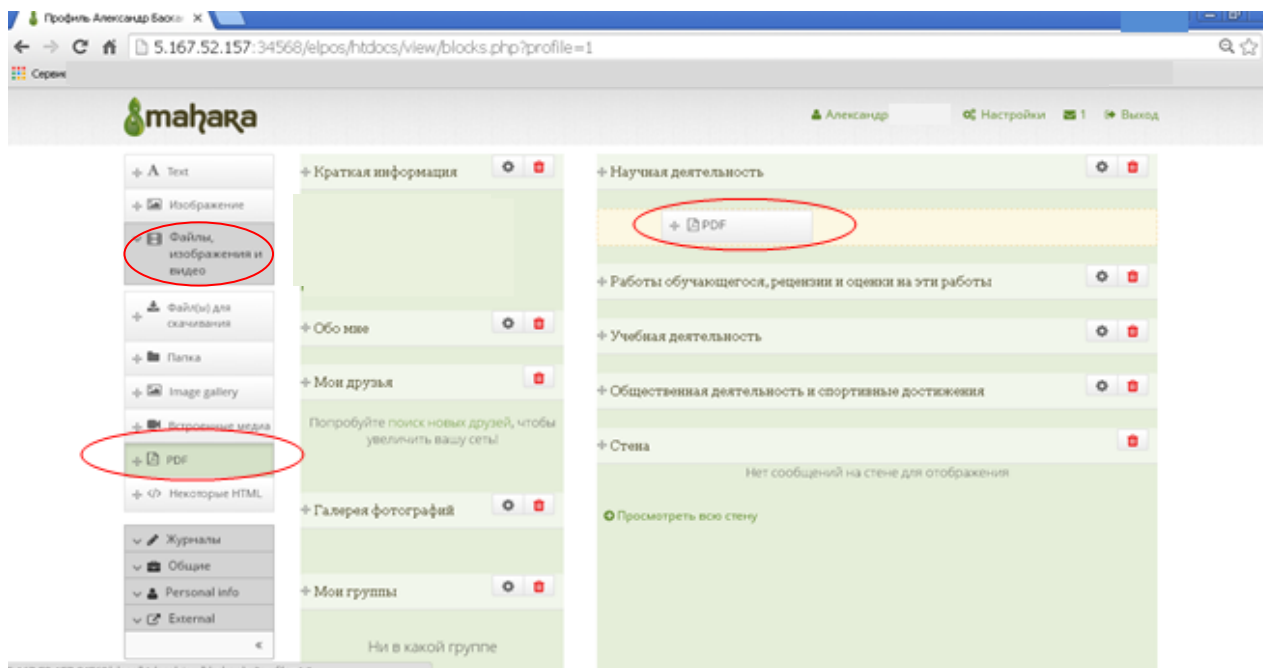 Профиль Александр Баска
5.167.52.157:34568/elpos/htdocs/view/blocks.php?profile=1
Сервис
mahara
Александр
Настройки
1
Выход
Text
Изображение
Файлы,
изображения и
видео
Файл(ы) для
скачивания
Папка
Image gallery
Встроенные медиа
PDF
Некоторые HTML
Журналы
Общие
Personal info
External
«
Краткая информация
Обо мне
Мои друзья
Попробуйте поиск новых друзей, чтобы
увеличить вашу сеть!
Галерея фотографий
Мои группы
Ни в какой группе
Научная деятельность
PDF
Работы обучающегося, рецензии и оценки на эти работы
Учебная деятельность
Общественная деятельность и спортивные достижения
Стена
Нет сообщений на стене для отображения
Просмотреть всю стену